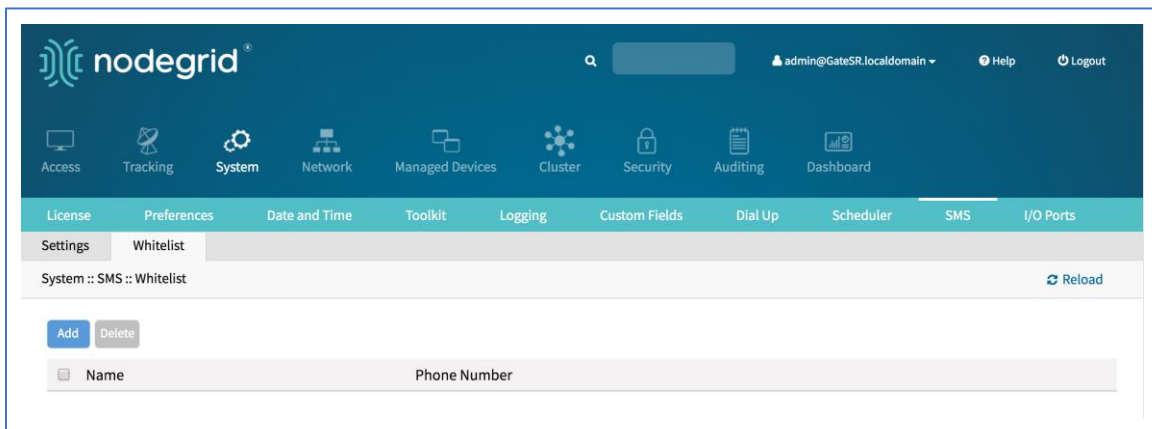 nodegrid ®
admin@GateSR.localdomain Help Logout
Access Tracking System Network Managed Devices Cluster Security Auditing Dashboard
License Preferences Date and Time Toolkit Logging Custom Fields Dial Up Scheduler SMS I/O Ports
Settings Whitelist
System :: SMS :: Whitelist Reload
Add Delete
Name Phone Number